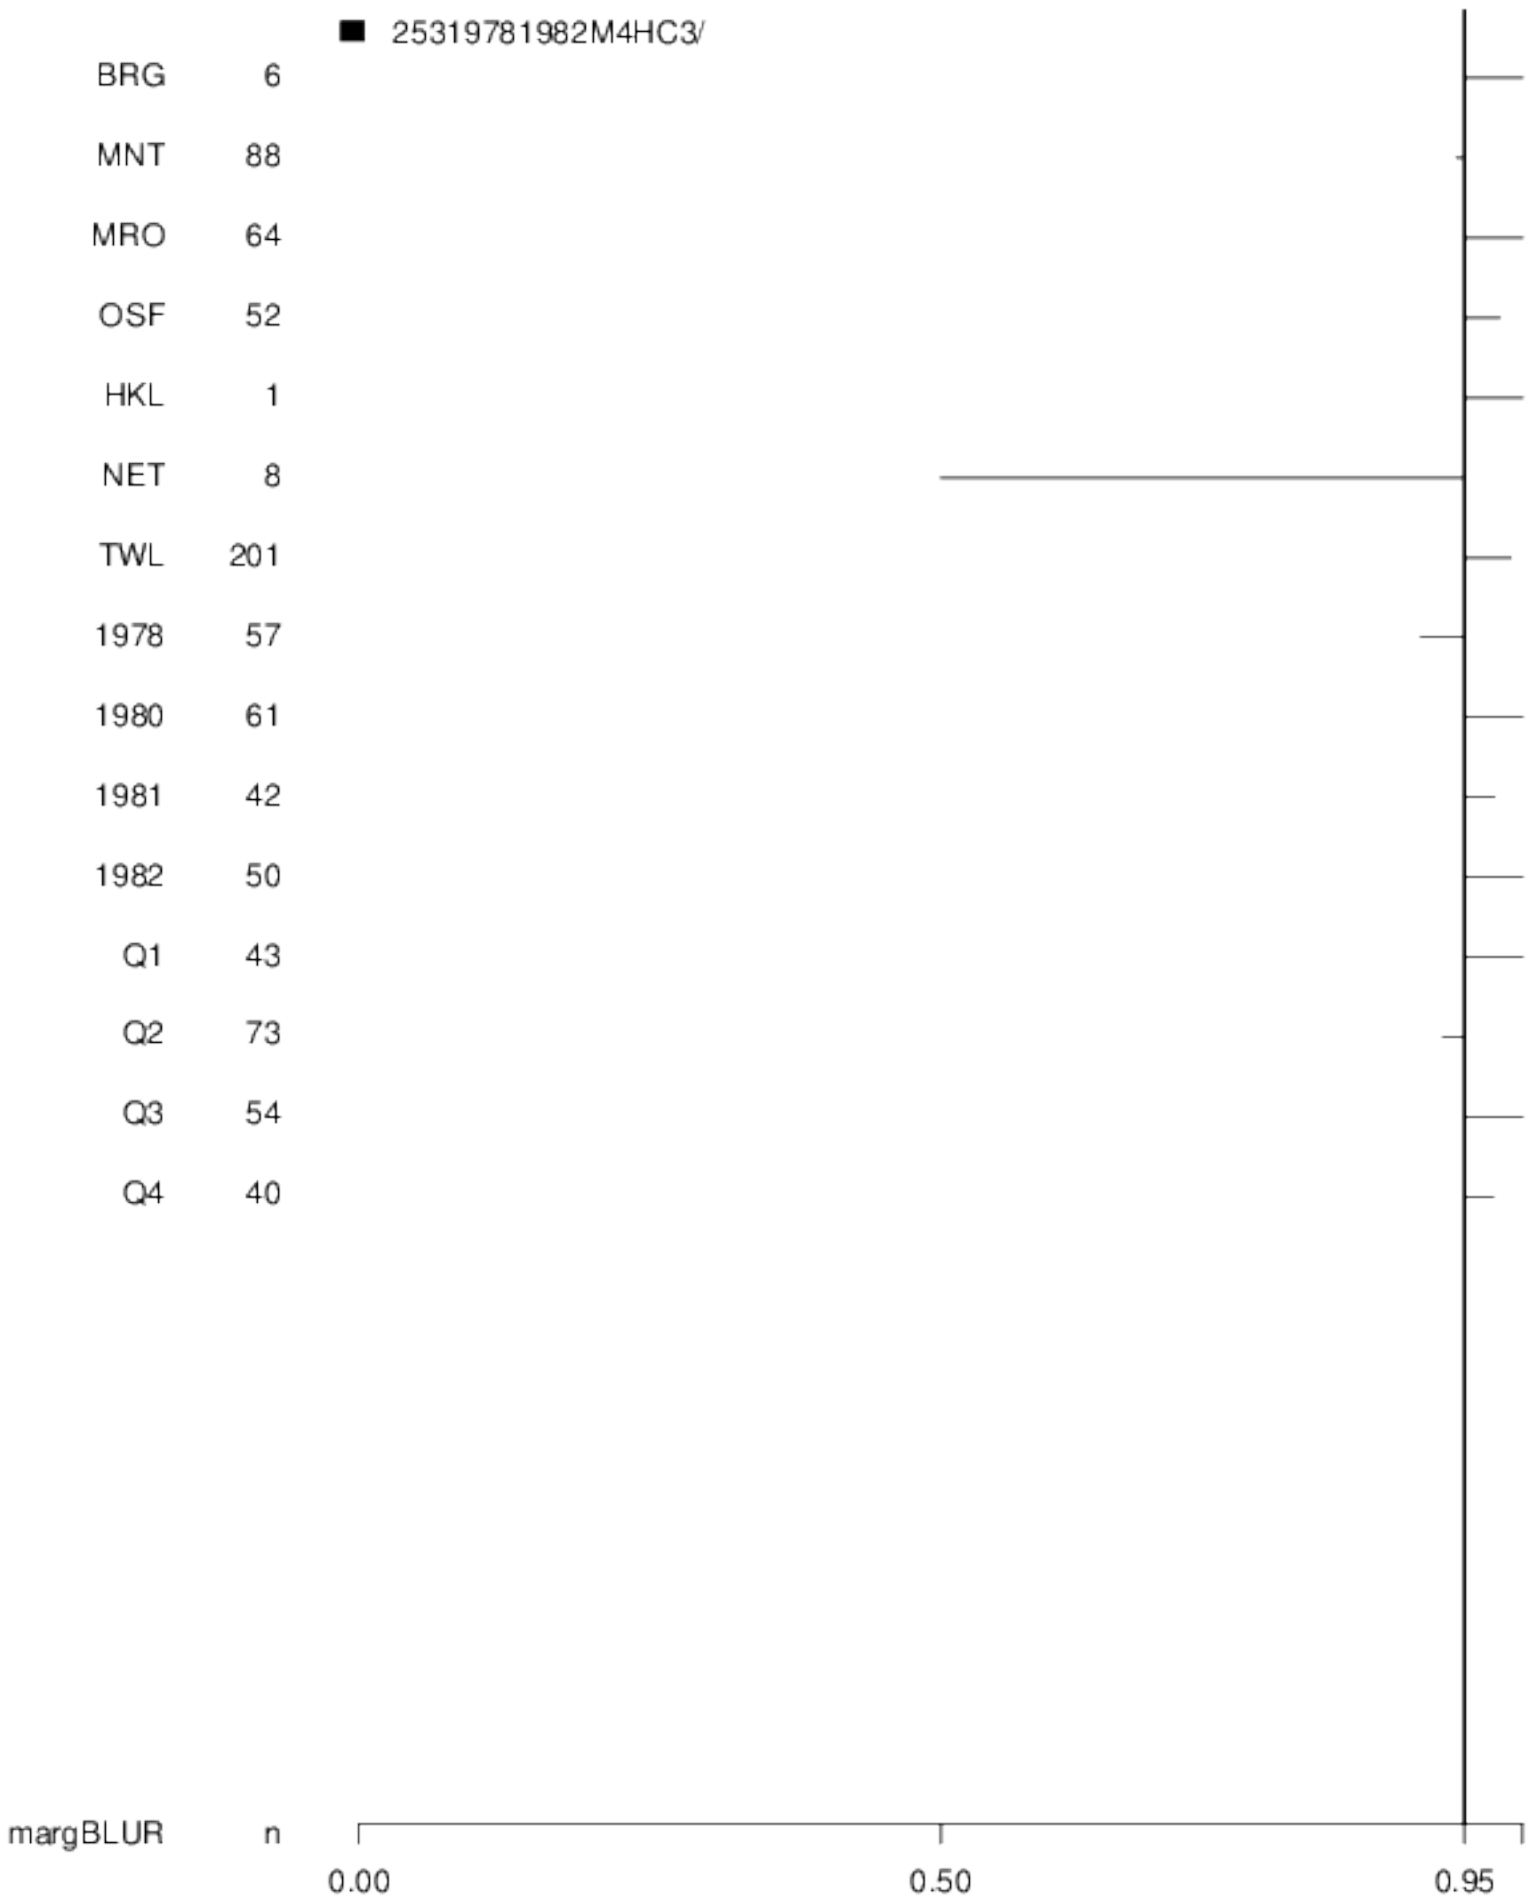 25319781982M4HC3/
BRG 6
MNT 88
MRO 64
OSF 52
HKL 1
NET 8
TWL 201
1978 57
1980 61
1981 42
1982 50
Q1 43
Q2 73
Q3 54
Q4 40
margBLUR n
0.00 0.50 0.95